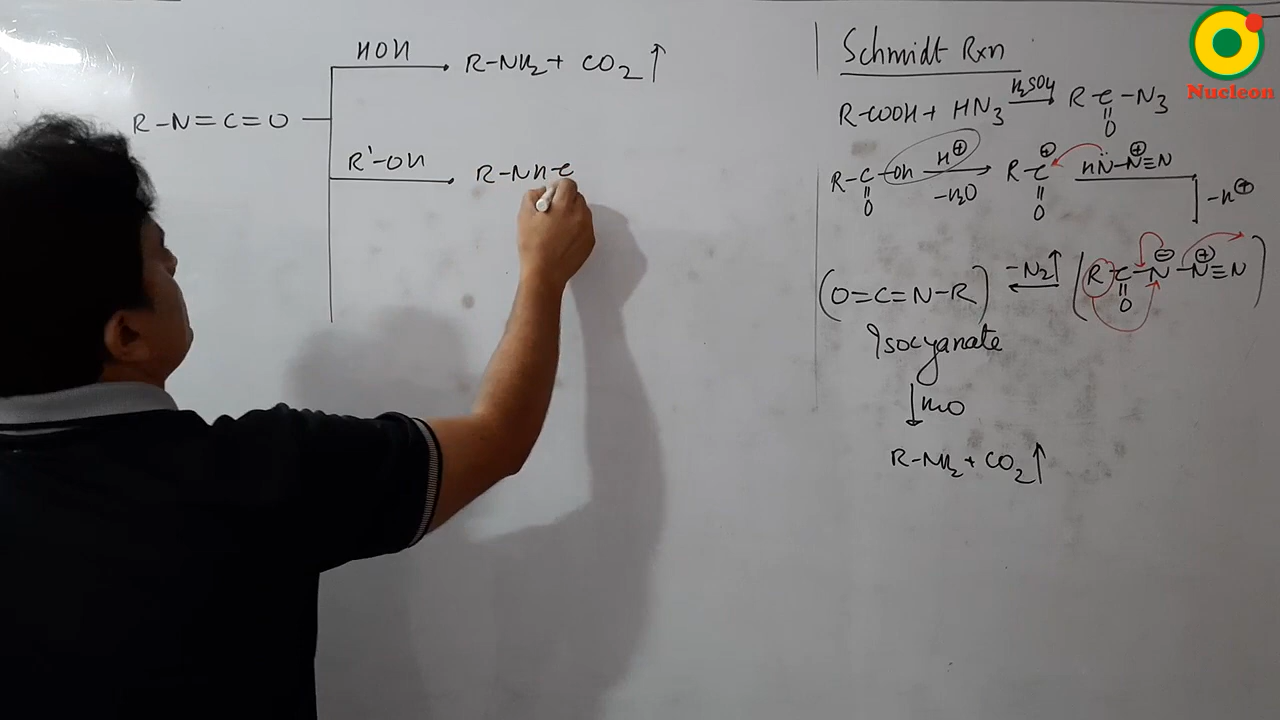 HOH
R-NH₂ + CO₂ ↑
R-N=C=O
R'-OH
R-NH-C
Schmidt Rxn
R-COOH + HN₃ H₂SO₄ → R-C-N₃
||
O
R-C-OH H⊕ → R-C⊕ HN̈-N⊕≡N
|| -H₂O ||
O O
-H⊕
(O=C=N-R) -N₂↑ ← (R-C-N⊖-N⊕≡N)
||
O
Isocyanate
↓ H₂O
R-NH₂ + CO₂ ↑
Nucleon